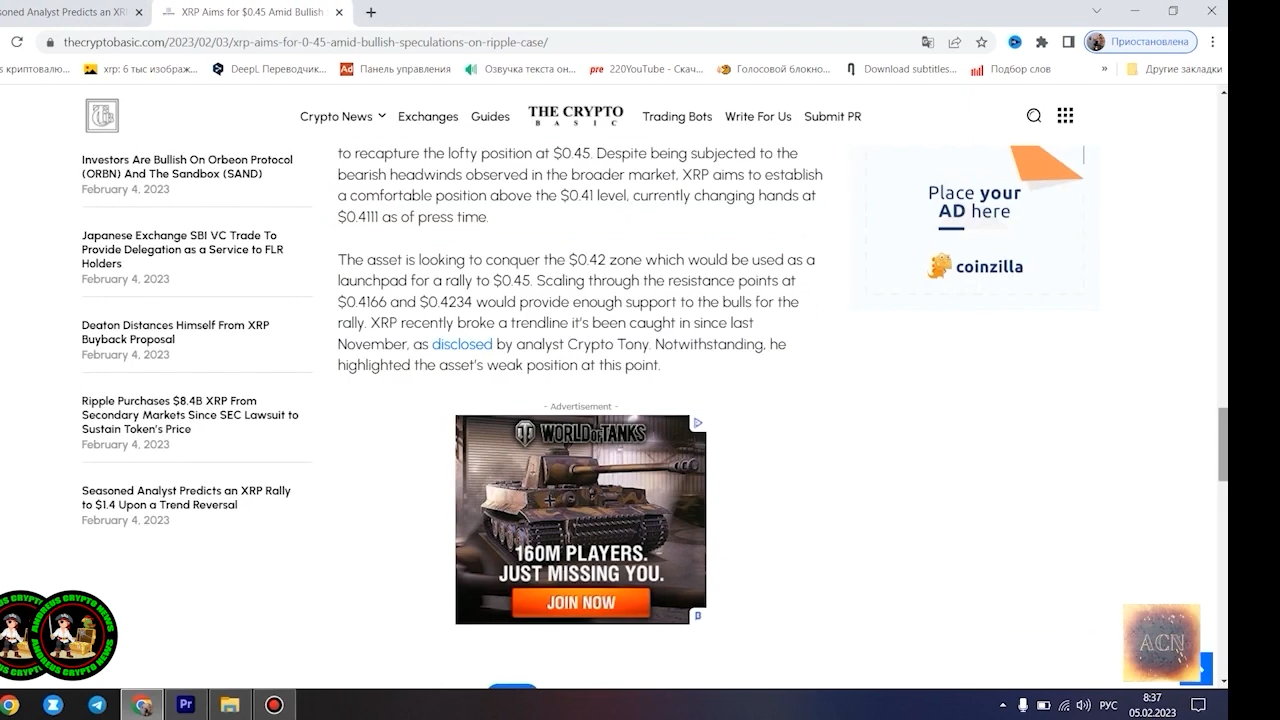 soned Analyst Predicts an XRP
XRP Aims for $0.45 Amid Bullish
thecryptobasic.com/2023/02/03/xrp-aims-for-0-45-amid-bullish-speculations-on-ripple-case/
Приостановлена
s криптовалю...
xrp: 6 тыс изображ...
DeepL Переводчик...
Ad Панель управления
Озвучка текста он...
pre 220YouTube - Скач...
Голосовой блокно...
Download subtitles...
Подбор слов
»
Другие закладки
Crypto News
Exchanges
Guides
THE CRYPTO
BASIC
Trading Bots
Write For Us
Submit PR
Investors Are Bullish On Orbeon Protocol
(ORBN) And The Sandbox (SAND)
February 4, 2023
Japanese Exchange SBI VC Trade To
Provide Delegation as a Service to FLR
Holders
February 4, 2023
Deaton Distances Himself From XRP
Buyback Proposal
February 4, 2023
Ripple Purchases $8.4B XRP From
Secondary Markets Since SEC Lawsuit to
Sustain Token's Price
February 4, 2023
Seasoned Analyst Predicts an XRP Rally
to $1.4 Upon a Trend Reversal
February 4, 2023
to recapture the lofty position at $0.45. Despite being subjected to the
bearish headwinds observed in the broader market, XRP aims to establish
a comfortable position above the $0.41 level, currently changing hands at
$0.4111 as of press time.
The asset is looking to conquer the $0.42 zone which would be used as a
launchpad for a rally to $0.45. Scaling through the resistance points at
$0.4166 and $0.4234 would provide enough support to the bulls for the
rally. XRP recently broke a trendline it's been caught in since last
November, as disclosed by analyst Crypto Tony. Notwithstanding, he
highlighted the asset's weak position at this point.
- Advertisement -
WORLD OF TANKS
160M PLAYERS.
JUST MISSING YOU.
JOIN NOW
Place your
AD here
coinzilla
ANDREUS CRYPTO NEWS
ACN
Pr
РУС
8:37
05.02.2023